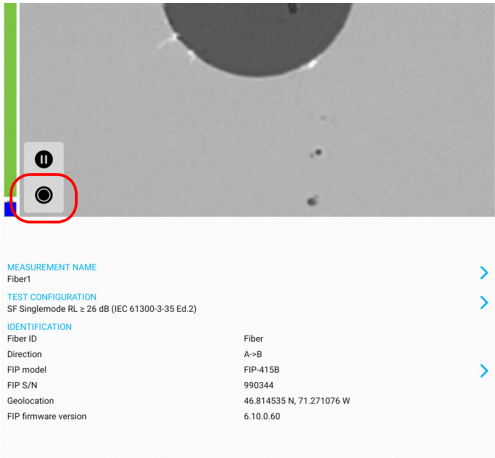 MEASUREMENT NAME
Fiber1
TEST CONFIGURATION
SF Singlemode RL ≥ 26 dB (IEC 61300-3-35 Ed.2)
IDENTIFICATION
Fiber ID Fiber
Direction A->B
FIP model FIP-415B
FIP S/N 990344
Geolocation 46.814535 N, 71.271076 W
FIP firmware version 6.10.0.60